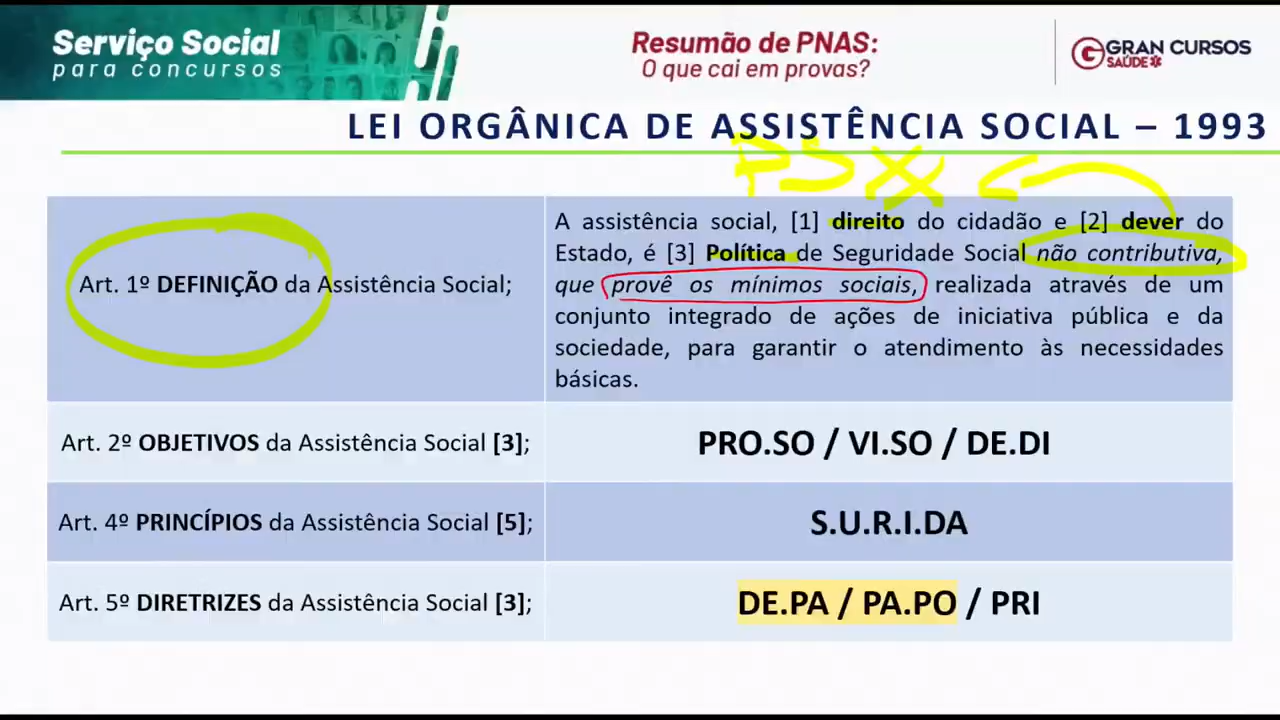 Serviço Social
para concursos
Resumão de PNAS:
O que cai em provas?
GRAN CURSOS
SAÚDE
LEI ORGÂNICA DE ASSISTÊNCIA SOCIAL – 1993
Art. 1º DEFINIÇÃO da Assistência Social;
A assistência social, [1] direito do cidadão e [2] dever do
Estado, é [3] Política de Seguridade Social não contributiva,
que provê os mínimos sociais, realizada através de um
conjunto integrado de ações de iniciativa pública e da
sociedade, para garantir o atendimento às necessidades
básicas.
Art. 2º OBJETIVOS da Assistência Social [3];
PRO.SO / VI.SO / DE.DI
Art. 4º PRINCÍPIOS da Assistência Social [5];
S.U.R.I.DA
Art. 5º DIRETRIZES da Assistência Social [3];
DE.PA / PA.PO / PRI